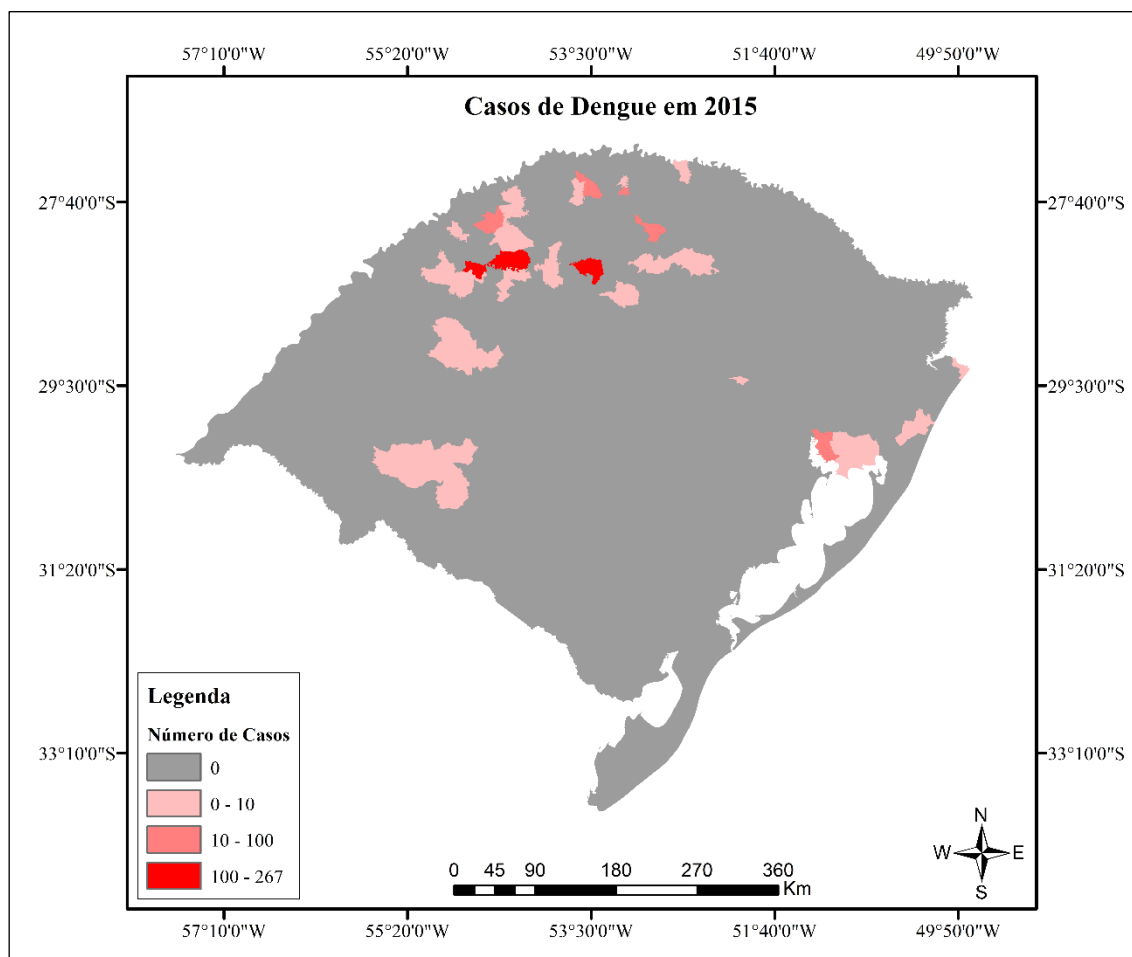 57°10'0"W 55°20'0"W 53°30'0"W 51°40'0"W 49°50'0"W
Casos de Dengue em 2015
27°40'0"S 27°40'0"S
29°30'0"S 29°30'0"S
31°20'0"S 31°20'0"S
33°10'0"S 33°10'0"S
Legenda
Número de Casos
0
0 - 10
10 - 100
100 - 267
0 45 90 180 270 360
Km
N
W E
S
57°10'0"W 55°20'0"W 53°30'0"W 51°40'0"W 49°50'0"W